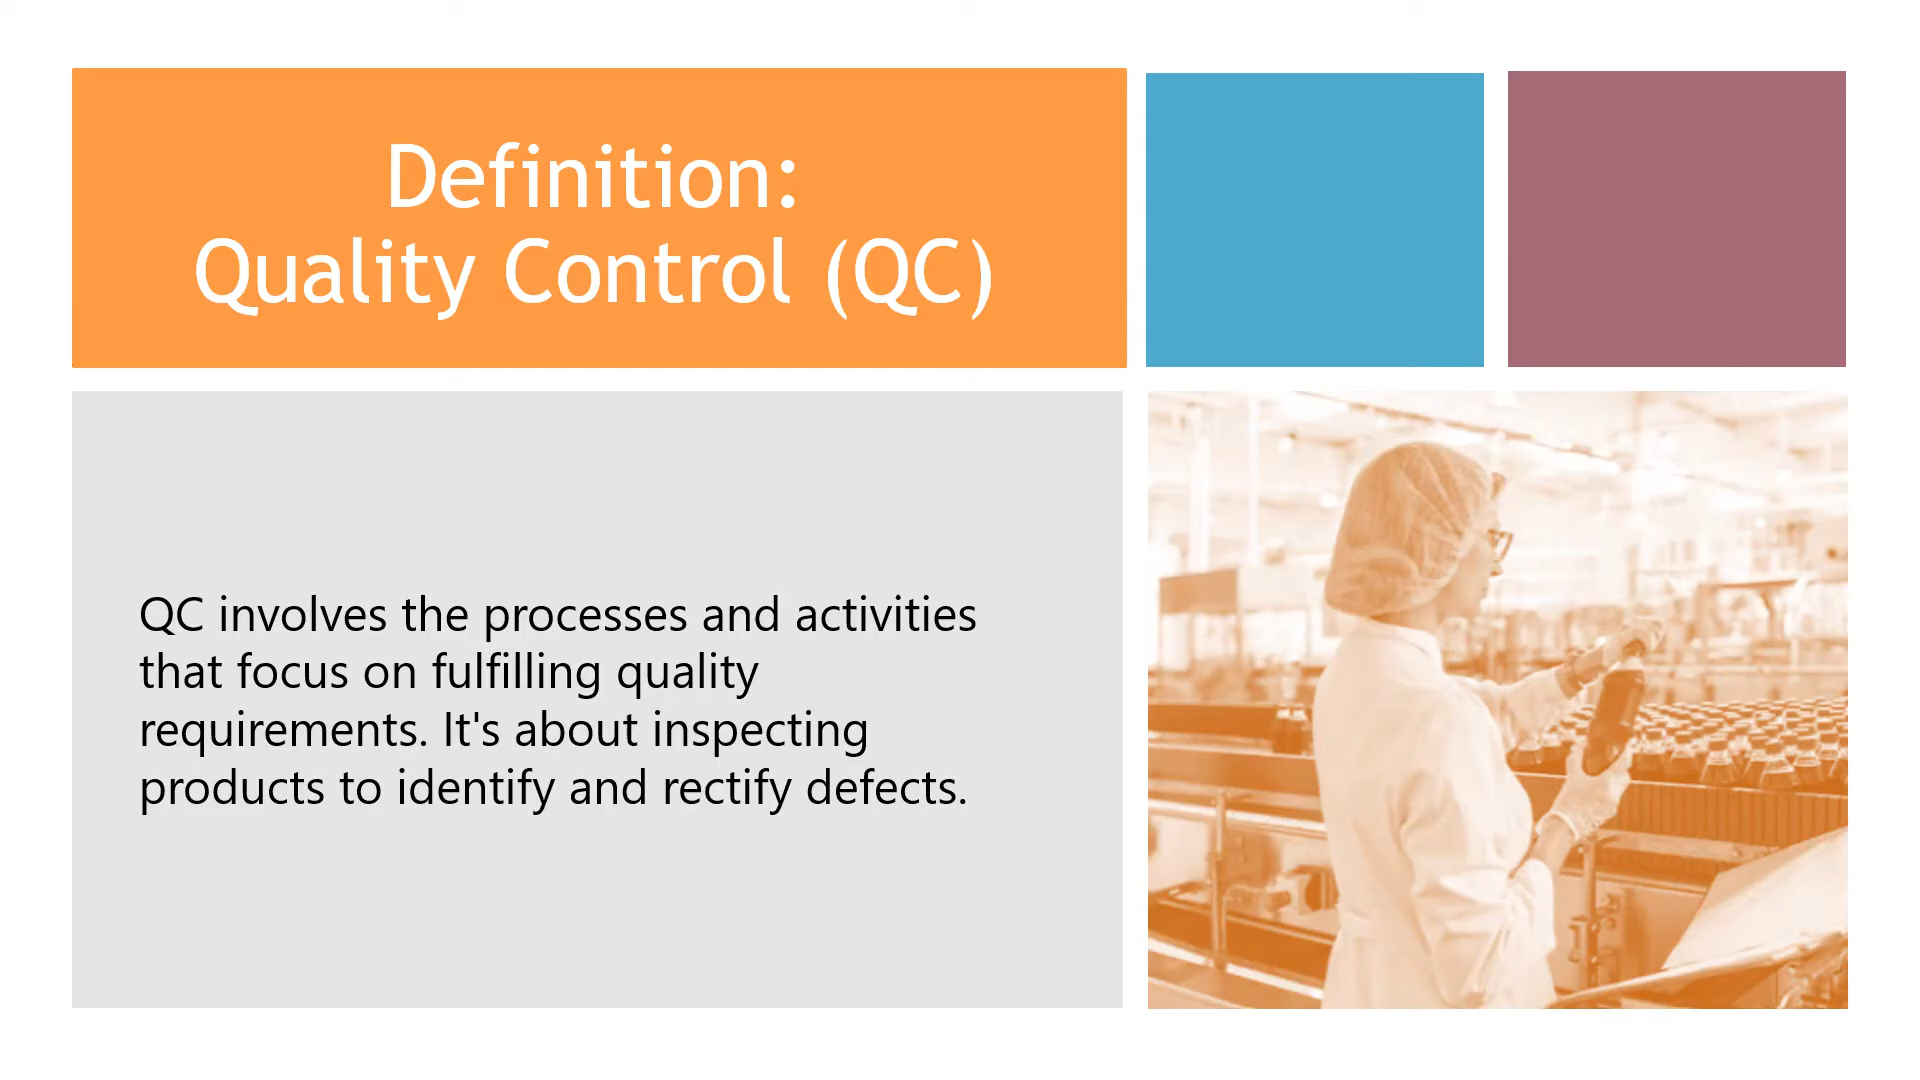 Definition:
Quality Control (QC)
QC involves the processes and activities
that focus on fulfilling quality
requirements. It's about inspecting
products to identify and rectify defects.